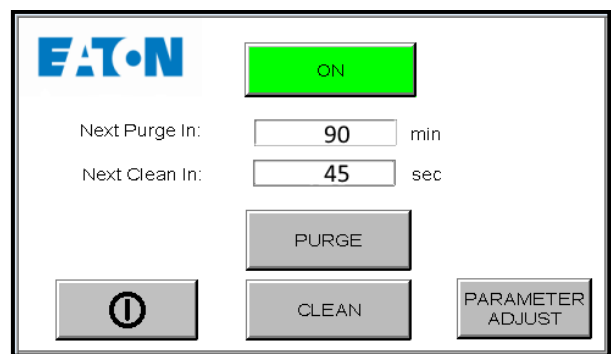 EATON
ON
Next Purge In: 90 min
Next Clean In: 45 sec
PURGE
CLEAN
PARAMETER
ADJUST